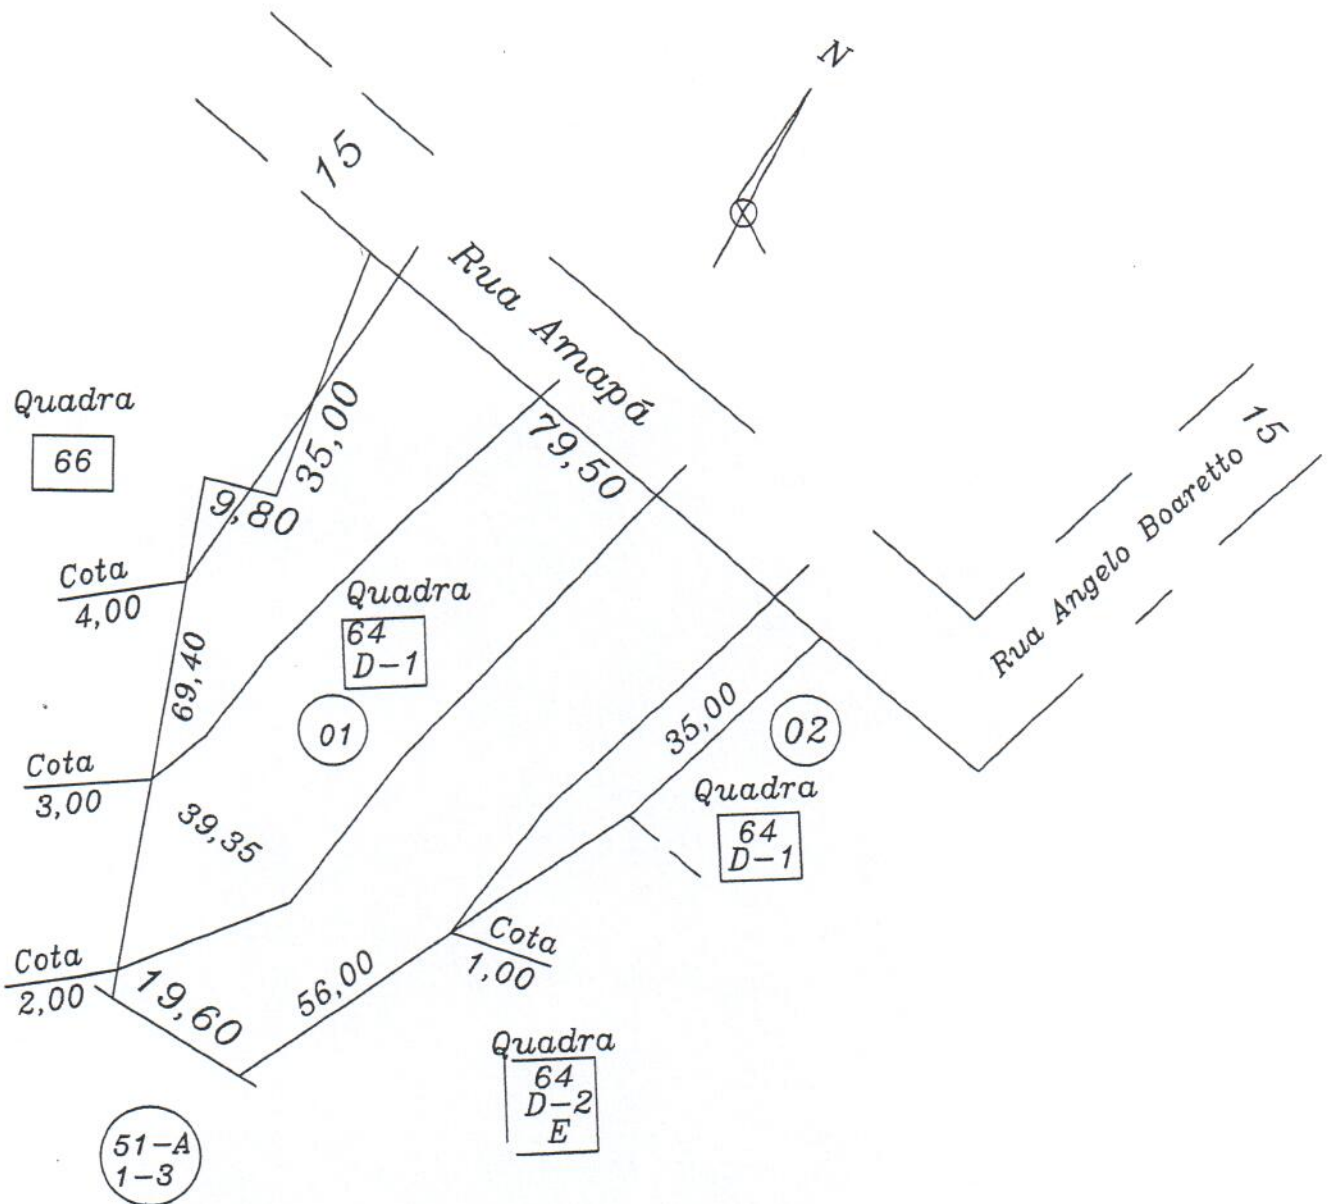 N
15
Rua Amapá
Quadra
66
35,00
79,50
15
Rua Angelo Boaretto
9,80
Cota
4,00
Quadra
64
D-1
69,40
01
35,00
02
Cota
3,00
Quadra
64
D-1
39,35
Cota
2,00
19,60
56,00
Cota
1,00
Quadra
64
D-2
E
51-A
1-3